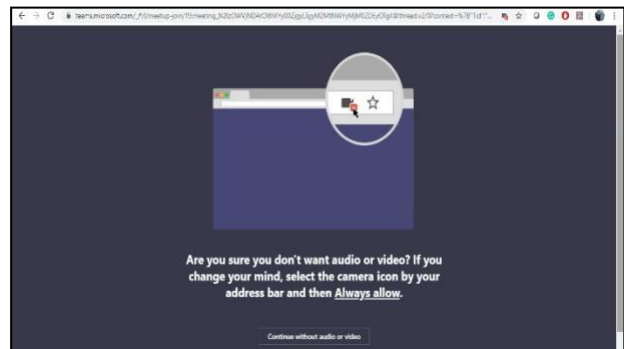 Are you sure you don't want audio or video? If you
change your mind, select the camera icon by your
address bar and then Always allow.
Continue without audio or video